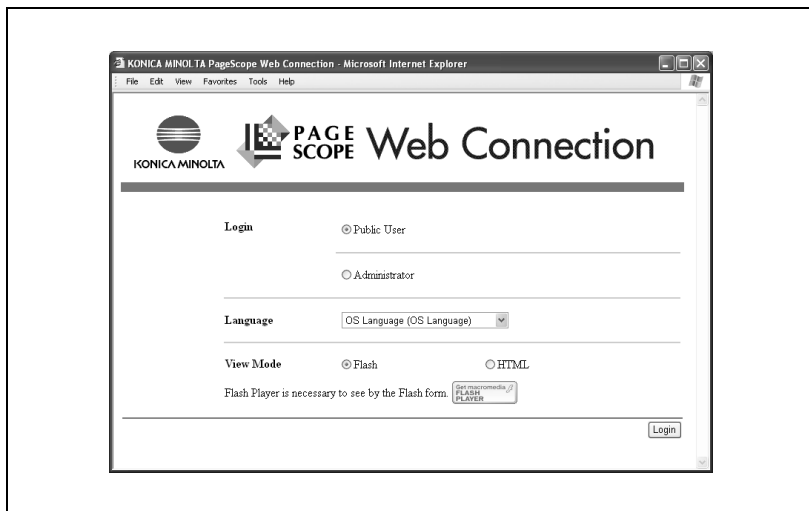 KONICA MINOLTA PageScope Web Connection - Microsoft Internet Explorer
File Edit View Favorites Tools Help
KONICA MINOLTA
PAGE SCOPE Web Connection
Login
Public User
Administrator
Language
OS Language (OS Language)
View Mode
Flash
HTML
Flash Player is necessary to see by the Flash form.
Get macromedia
FLASH
PLAYER
Login